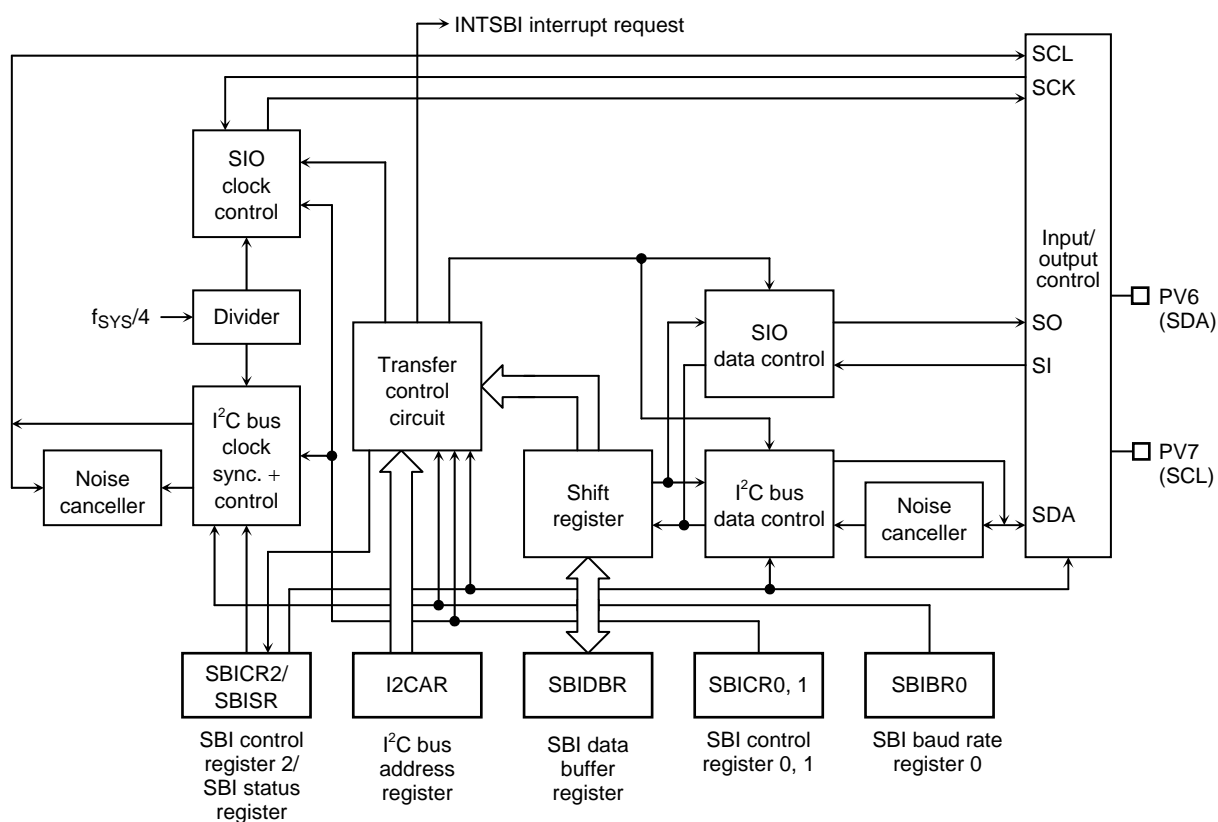 INTSBI interrupt request
SCL
SCK
SIO
clock
control
Input/
output
control
fSYS/4
Divider
PV6
(SDA)
SO
SIO
data control
SI
Transfer
control
circuit
I²C bus
clock
sync. +
control
Noise
canceller
PV7
(SCL)
Shift
register
I²C bus
data control
Noise
canceller
SDA
SBICR2/
SBISR
I2CAR
SBIDBR
SBICR0, 1
SBIBR0
SBI control
register 2/
SBI status
register
I²C bus
address
register
SBI data
buffer
register
SBI control
register 0, 1
SBI baud rate
register 0